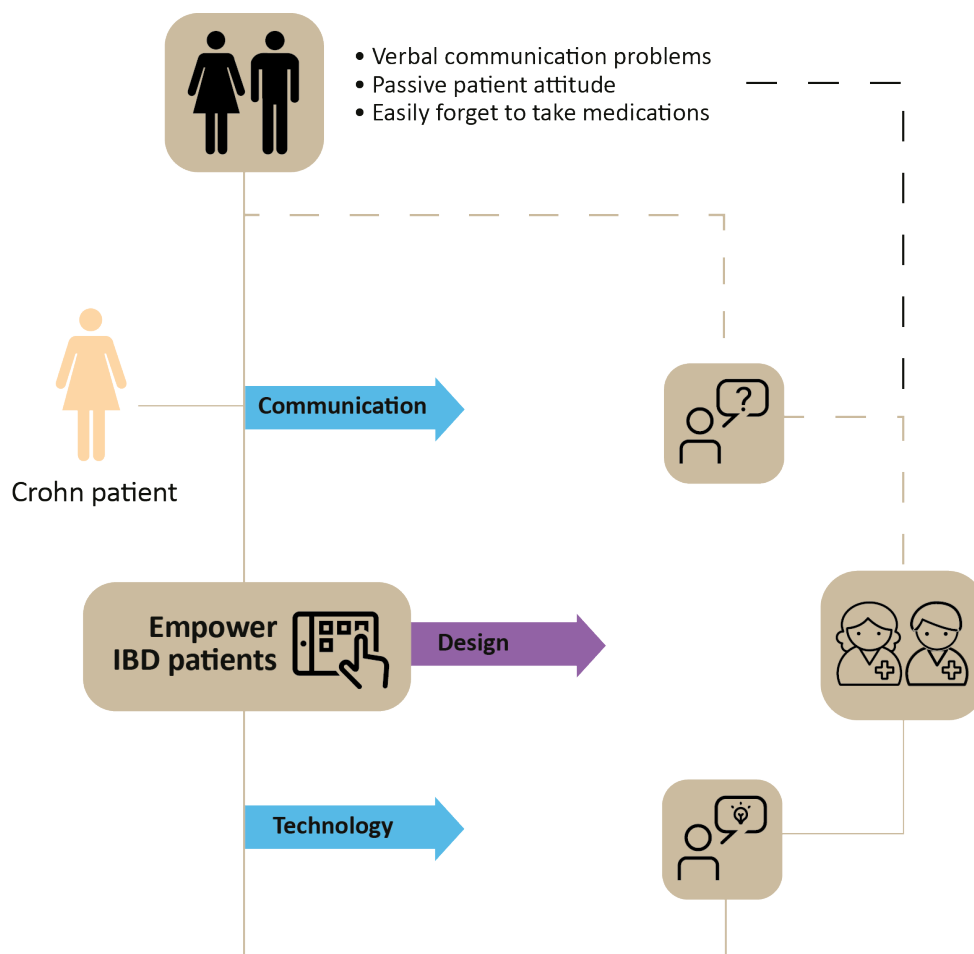 • Verbal communication problems
• Passive patient attitude
• Easily forget to take medications
Communication
Crohn patient
Empower
IBD patients
Design
Technology
?